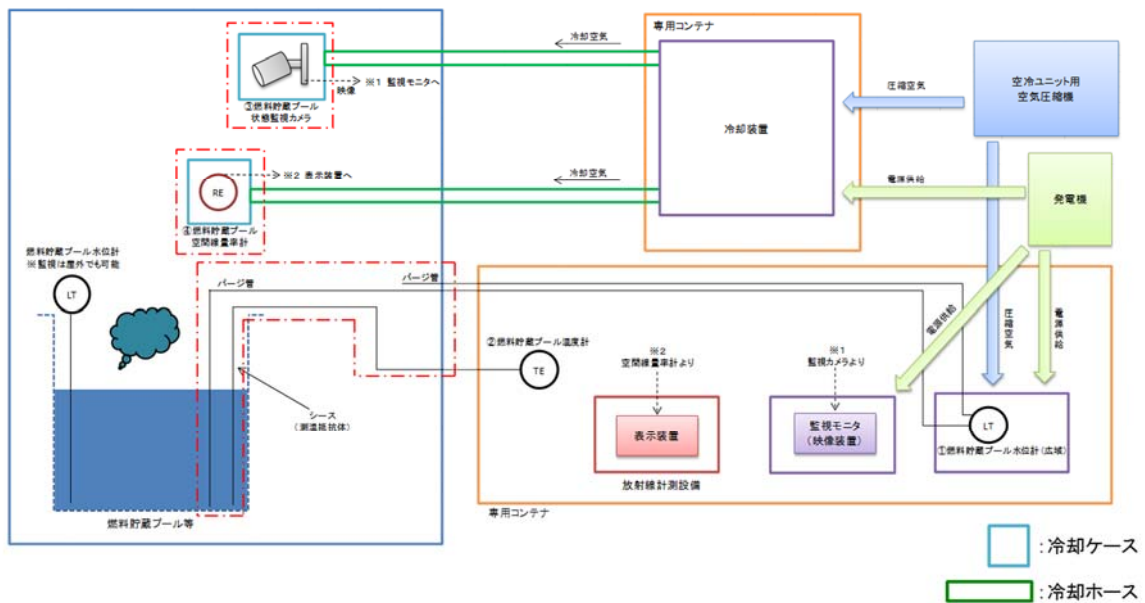 専用コンテナ
冷却空気
※1 監視モニタへ
映像
③燃料貯蔵プール
状態監視カメラ
冷却装置
圧縮空気
空冷ユニット用
空気圧縮機
RE
※2 表示装置へ
冷却空気
④燃料貯蔵プール
空間線量率計
電源供給
発電機
燃料貯蔵プール水位計
※監視は屋外でも可能
LT
パージ管
パージ管
電源供給
圧縮空気
電源供給
②燃料貯蔵プール温度計
TE
※2
空間線量率計より
※1
監視カメラより
シース
(測温抵抗体)
表示装置
監視モニタ
(映像装置)
LT
①燃料貯蔵プール水位計(広域)
放射線計測設備
専用コンテナ
燃料貯蔵プール等
:冷却ケース
:冷却ホース